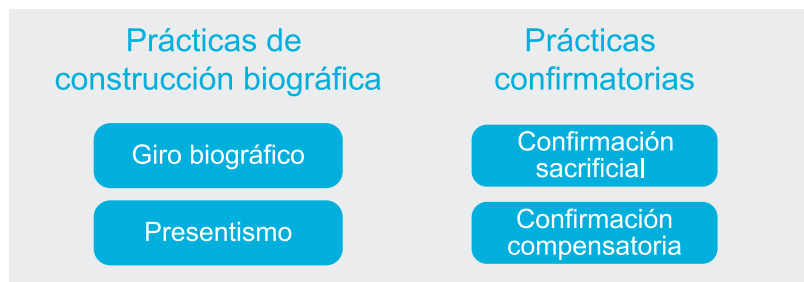 Prácticas de
construcción biográfica
Giro biográfico
Presentismo
Prácticas
confirmatorias
Confirmación
sacrificial
Confirmación
compensatoria